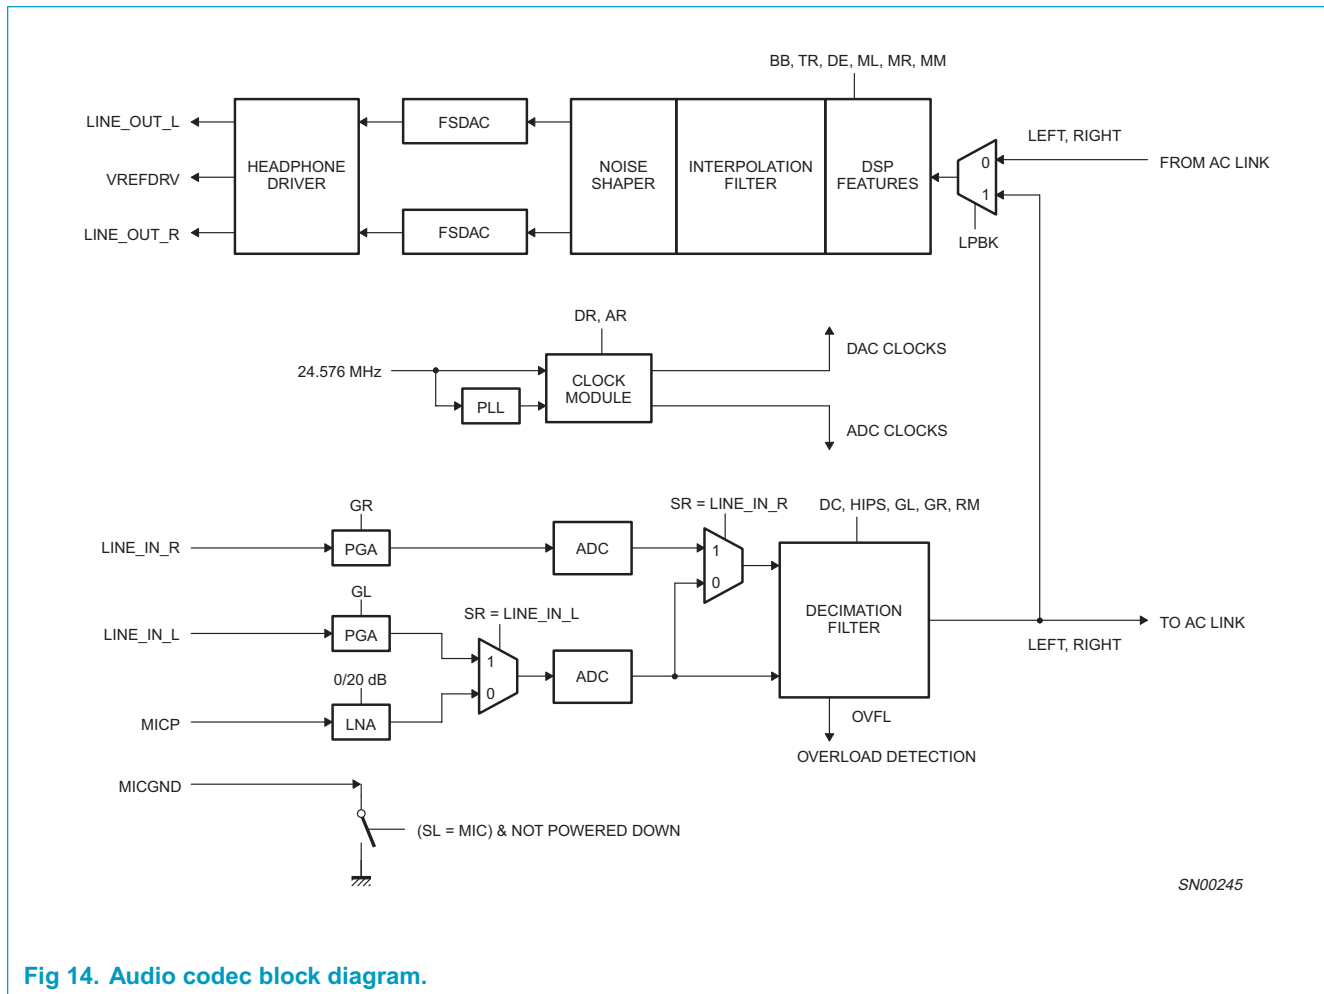 BB, TR, DE, ML, MR, MM
LINE_OUT_L
VREFDRV
LINE_OUT_R
HEADPHONE
DRIVER
FSDAC
FSDAC
NOISE
SHAPER
INTERPOLATION
FILTER
DSP
FEATURES
0
1
LPBK
LEFT, RIGHT
FROM AC LINK
DR, AR
24.576 MHz
PLL
CLOCK
MODULE
DAC CLOCKS
ADC CLOCKS
GR
LINE_IN_R
PGA
ADC
SR = LINE_IN_R
1
0
DC, HIPS, GL, GR, RM
GL
LINE_IN_L
PGA
SR = LINE_IN_L
1
0
ADC
DECIMATION
FILTER
TO AC LINK
LEFT, RIGHT
0/20 dB
MICP
LNA
OVFL
OVERLOAD DETECTION
MICGND
(SL = MIC) & NOT POWERED DOWN
SN00245
Fig 14. Audio codec block diagram.